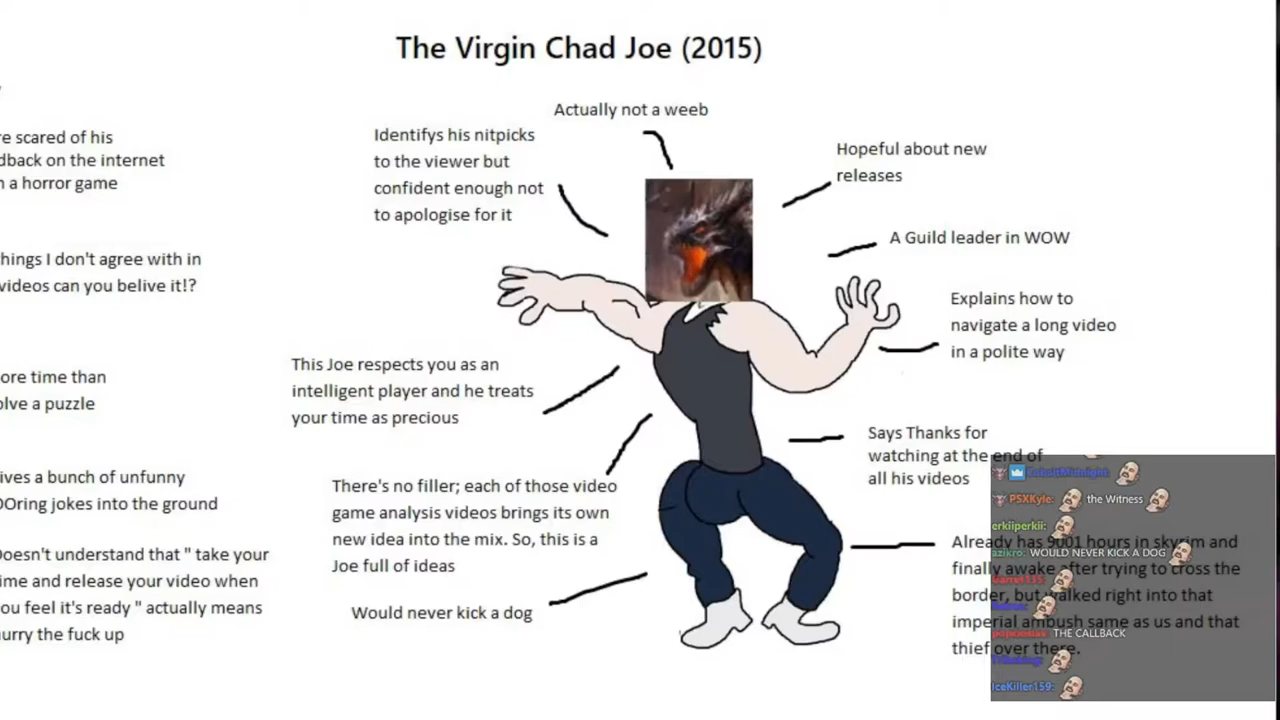 The Virgin Chad Joe (2015)
Actually not a weeb
Identifys his nitpicks
to the viewer but
confident enough not
to apologise for it
Hopeful about new
releases
A Guild leader in WOW
Explains how to
navigate a long video
in a polite way
This Joe respects you as an
intelligent player and he treats
your time as precious
Says Thanks for
watching at the end of
all his videos
There's no filler; each of those video
game analysis videos brings its own
new idea into the mix. So, this is a
Joe full of ideas
Would never kick a dog
Already has 9001 hours in skyrim and
finally awake after trying to cross the
border, but walked right into that
imperial ambush same as us and that
thief over there.
re scared of his
dback on the internet
n a horror game
hings I don't agree with in
videos can you belive it!?
ore time than
olve a puzzle
ives a bunch of unfunny
OOring jokes into the ground
Doesn't understand that " take your
ime and release your video when
ou feel it's ready " actually means
urry the fuck up
PSXKyle: the Witness
erkiiperkii:
azikro: WOULD NEVER KICK A DOG
THE CALLBACK
IceKiller159: